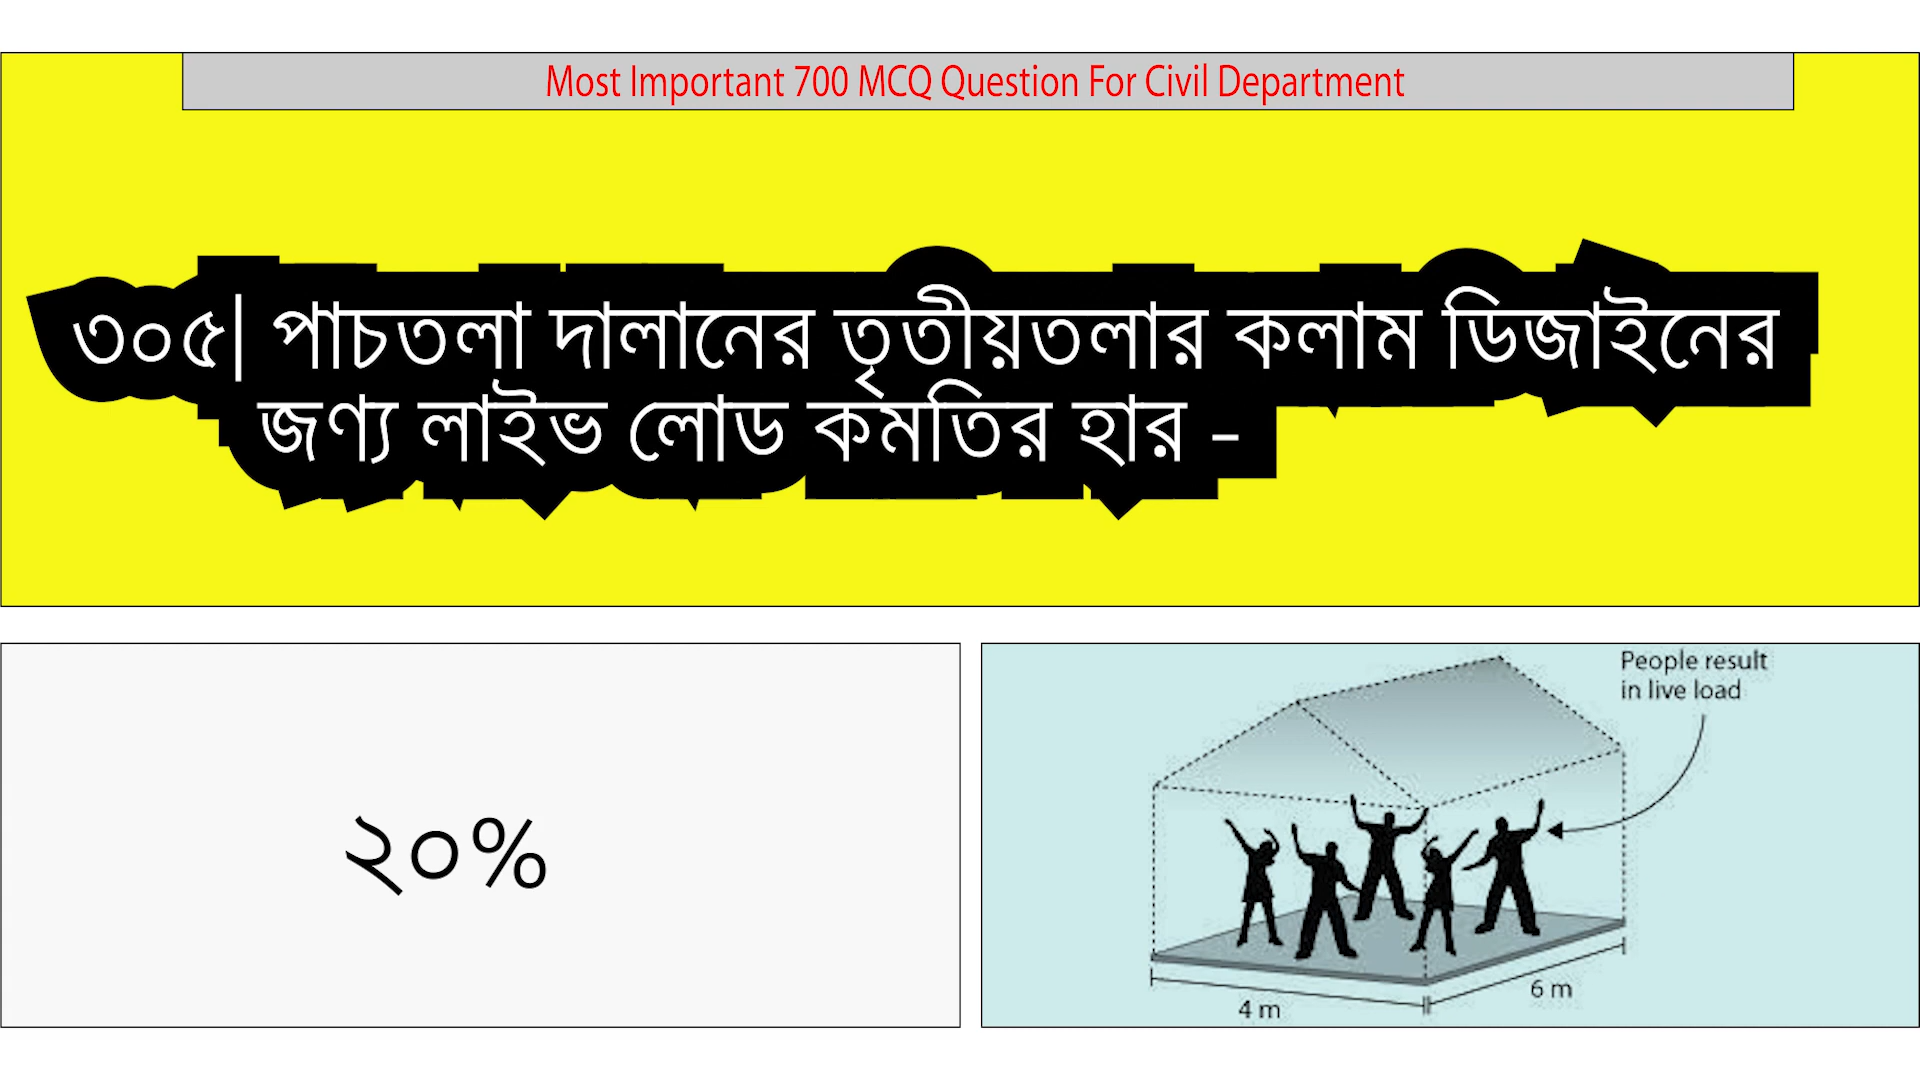 Most Important 700 MCQ Question For Civil Department
৩০৫| পাচতলা দালানের তৃতীয়তলার কলাম ডিজাইনের
জণ্য লাইভ লোড কমতির হার -
২০%
People result
in live load
4 m
6 m